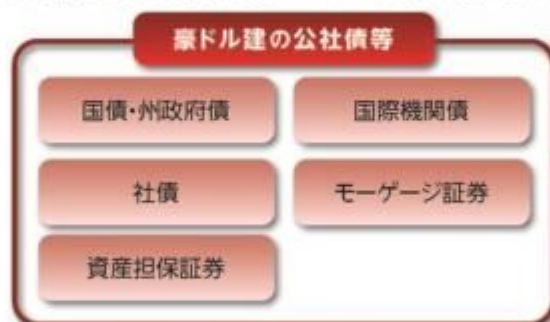 豪ドル建の公社債等
国債・州政府債
国際機関債
社債
モーゲージ証券
資産担保証券